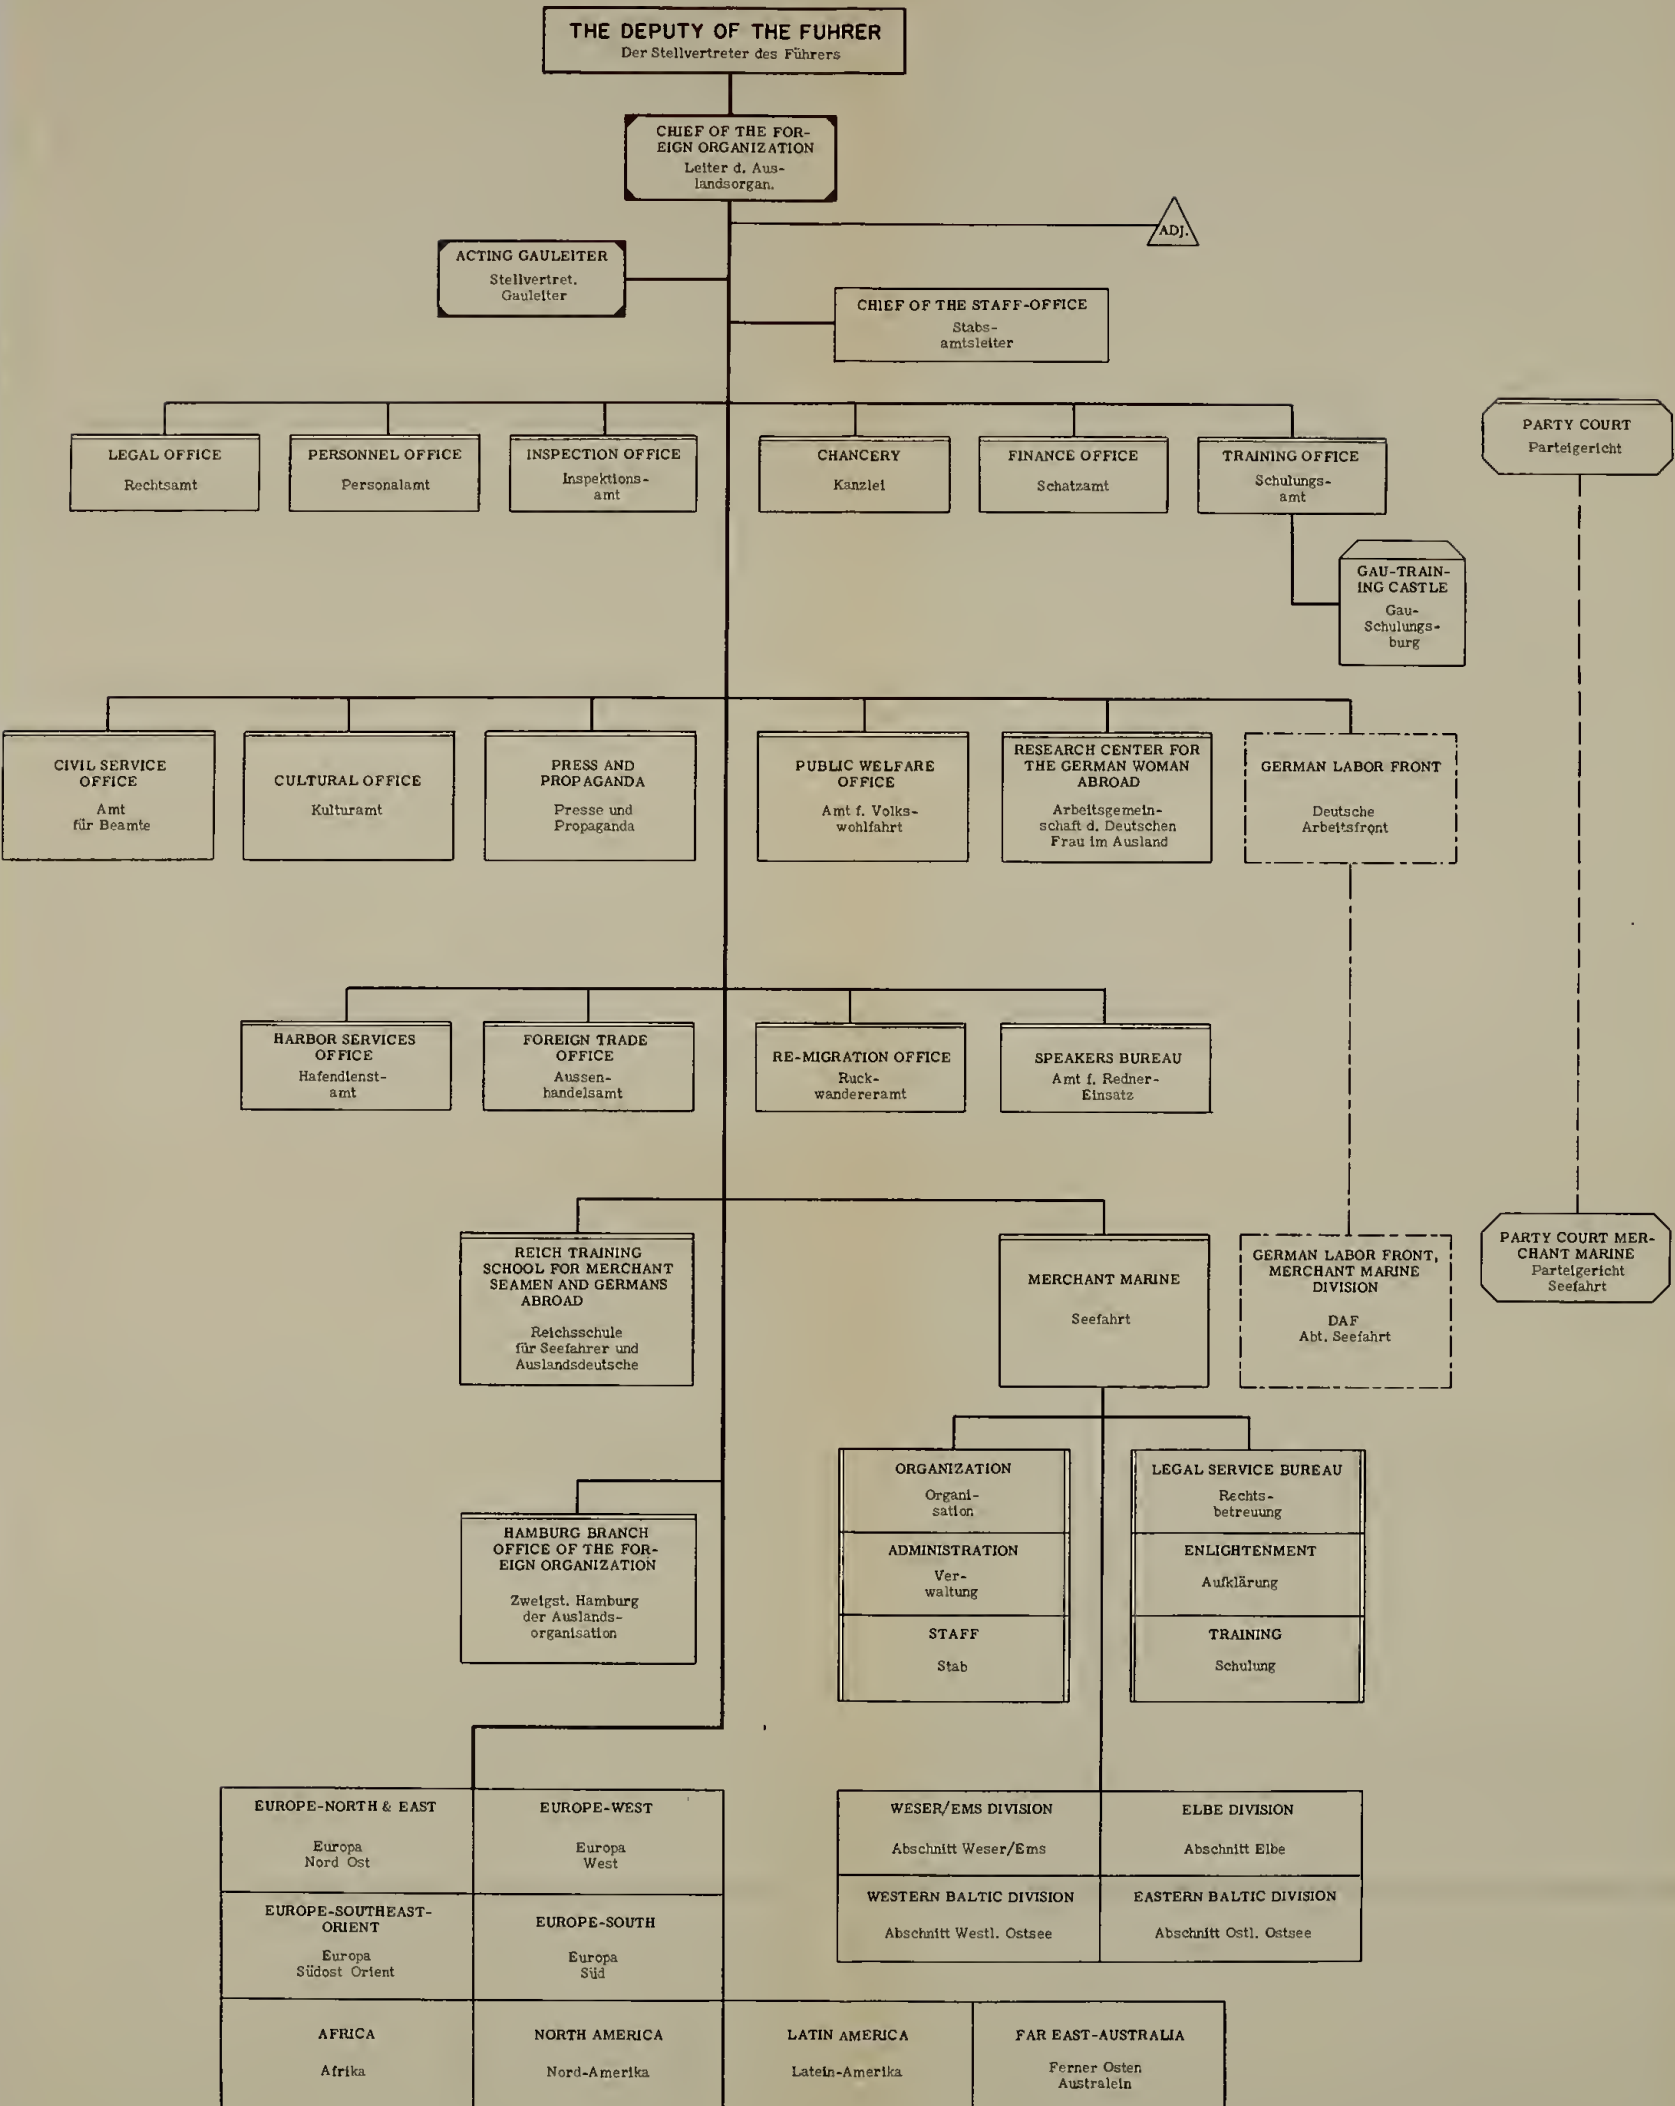 THE DEPUTY OF THE FUHRER
Der Stellvertreter des Führers
CHIEF OF THE FOR-
EIGN ORGANIZATION
Leiter d. Aus-
landsorgan.
ADJ.
ACTING GAULEITER
Stellvertret.
Gauleiter
CHIEF OF THE STAFF-OFFICE
Stabs-
amtsleiter
LEGAL OFFICE
Rechtsamt
PERSONNEL OFFICE
Personalamt
INSPECTION OFFICE
Inspektions-
amt
CHANCERY
Kanzlei
FINANCE OFFICE
Schatzamt
TRAINING OFFICE
Schulungs-
amt
PARTY COURT
Parteigericht
GAU-TRAIN-
ING CASTLE
Gau-
Schulungs-
burg
CIVIL SERVICE
OFFICE
Amt
für Beamte
CULTURAL OFFICE
Kulturamt
PRESS AND
PROPAGANDA
Presse und
Propaganda
PUBLIC WELFARE
OFFICE
Amt f. Volks-
wohlfahrt
RESEARCH CENTER FOR
THE GERMAN WOMAN
ABROAD
Arbeitsgemein-
schaft d. Deutschen
Frau im Ausland
GERMAN LABOR FRONT
Deutsche
Arbeitsfront
HARBOR SERVICES
OFFICE
Hafendienst-
amt
FOREIGN TRADE
OFFICE
Aussen-
handelsamt
RE-MIGRATION OFFICE
Ruck-
wandereramt
SPEAKERS BUREAU
Amt f. Redner-
Einsatz
REICH TRAINING
SCHOOL FOR MERCHANT
SEAMEN AND GERMANS
ABROAD
Reichsschule
für Seefahrer und
Auslandsdeutsche
MERCHANT MARINE
Seefahrt
GERMAN LABOR FRONT,
MERCHANT MARINE
DIVISION
DAF
Abt. Seefahrt
PARTY COURT MER-
CHANT MARINE
Parteigericht
Seefahrt
HAMBURG BRANCH
OFFICE OF THE FOR-
EIGN ORGANIZATION
Zweigst. Hamburg
der Auslands-
organisation
ORGANIZATION
Organi-
sation
ADMINISTRATION
Ver-
waltung
STAFF
Stab
LEGAL SERVICE BUREAU
Rechts-
betreuung
ENLIGHTENMENT
Aufklärung
TRAINING
Schulung
EUROPE-NORTH & EAST
Europa
Nord Ost
EUROPE-WEST
Europa
West
EUROPE-SOUTHEAST-
ORIENT
Europa
Südost Orient
EUROPE-SOUTH
Europa
Süd
WESER/EMS DIVISION
Abschnitt Weser/Ems
ELBE DIVISION
Abschnitt Elbe
WESTERN BALTIC DIVISION
Abschnitt Westl. Ostsee
EASTERN BALTIC DIVISION
Abschnitt Ostl. Ostsee
AFRICA
Afrika
NORTH AMERICA
Nord-Amerika
LATIN AMERICA
Latein-Amerika
FAR EAST-AUSTRALIA
Ferner Osten
Australein